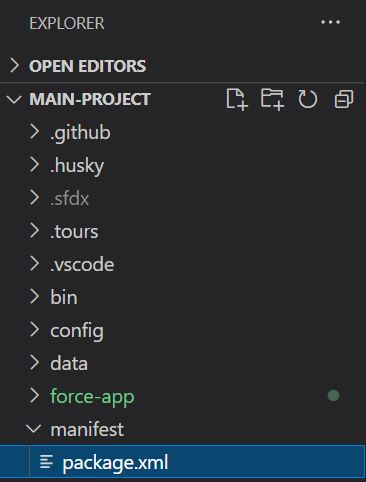 EXPLORER
OPEN EDITORS
MAIN-PROJECT
.github
.husky
.sfdx
.tours
.vscode
bin
config
data
force-app
manifest
package.xml